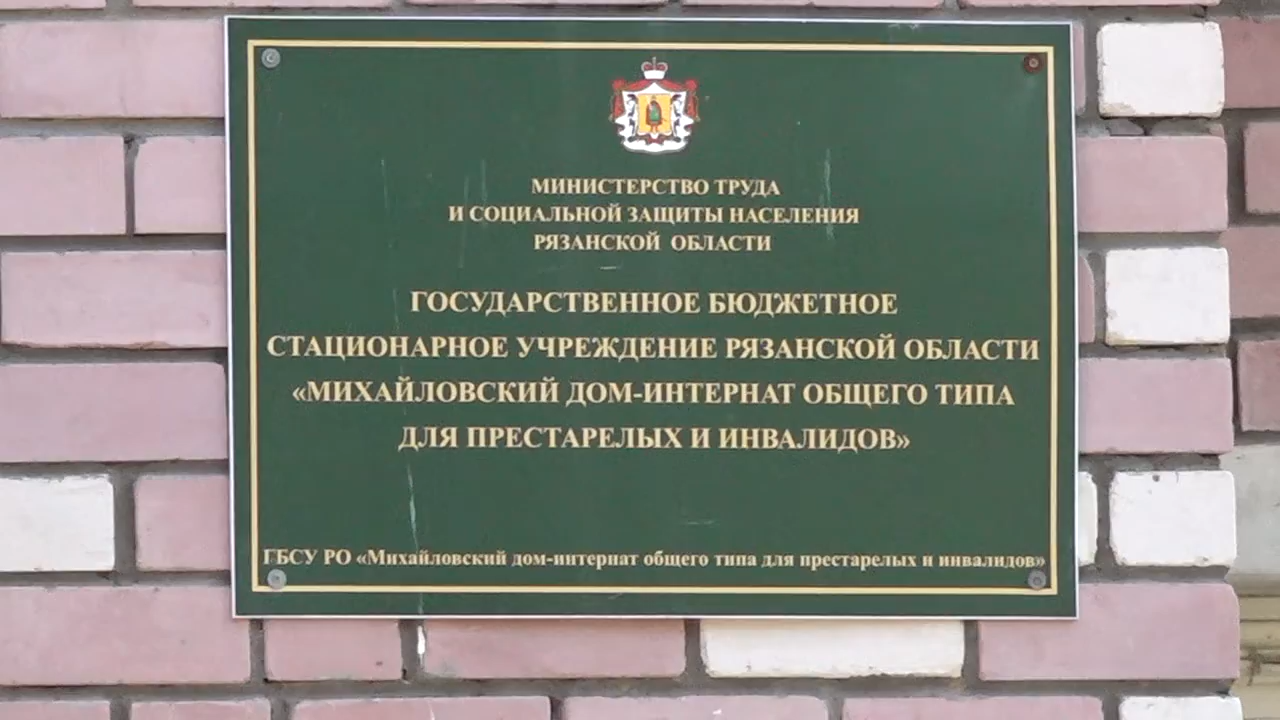 МИНИСТЕРСТВО ТРУДА
И СОЦИАЛЬНОЙ ЗАЩИТЫ НАСЕЛЕНИЯ
РЯЗАНСКОЙ ОБЛАСТИ
ГОСУДАРСТВЕННОЕ БЮДЖЕТНОЕ
СТАЦИОНАРНОЕ УЧРЕЖДЕНИЕ РЯЗАНСКОЙ ОБЛАСТИ
«МИХАЙЛОВСКИЙ ДОМ-ИНТЕРНАТ ОБЩЕГО ТИПА
ДЛЯ ПРЕСТАРЕЛЫХ И ИНВАЛИДОВ»
ГБСУ РО «Михайловский дом-интернат общего типа для престарелых и инвалидов»